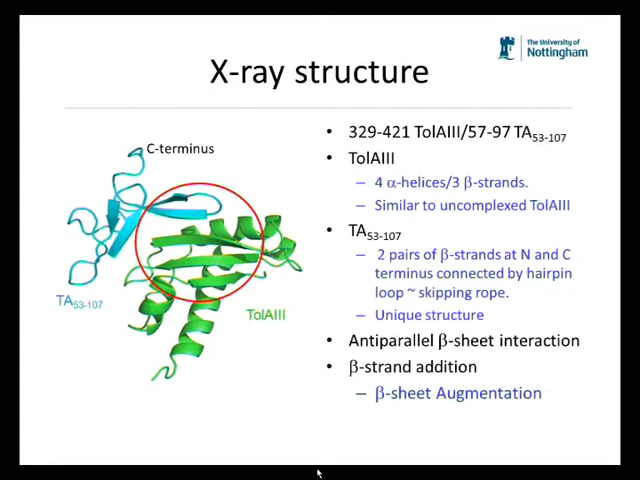 The University of
Nottingham
X-ray structure
C-terminus
TA53-107
TolAIII
• 329-421 TolAIII/57-97 TA53-107
• TolAIII
– 4 α-helices/3 β-strands.
– Similar to uncomplexed TolAIII
• TA53-107
– 2 pairs of β-strands at N and C
terminus connected by hairpin
loop ~ skipping rope.
– Unique structure
• Antiparallel β-sheet interaction
• β-strand addition
– β-sheet Augmentation